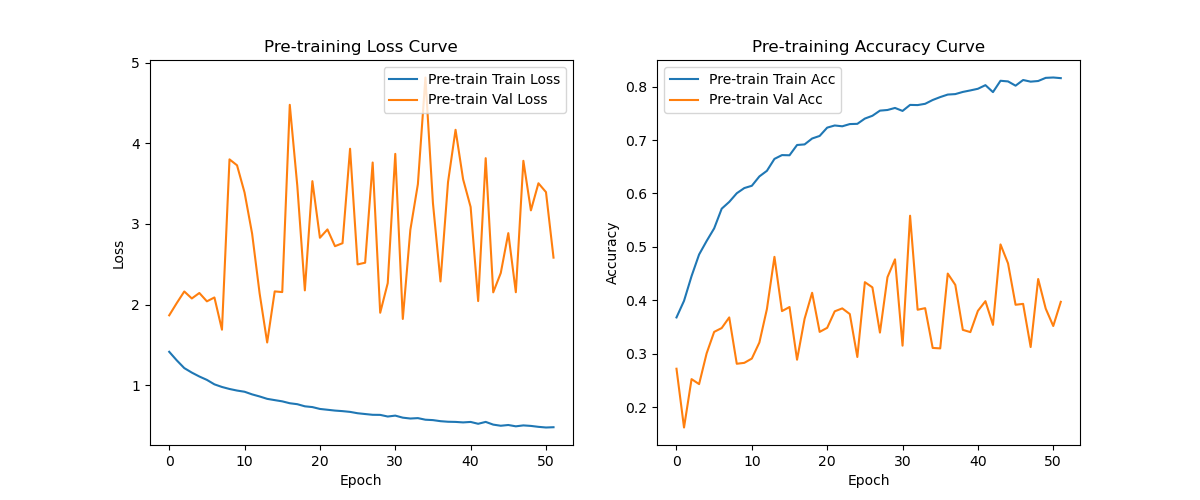 Pre-training Loss Curve
5
4
3
2
1
Loss
Pre-train Train Loss
Pre-train Val Loss
0
10
20
30
40
50
Epoch
Pre-training Accuracy Curve
0.8
0.7
0.6
0.5
0.4
0.3
0.2
Accuracy
Pre-train Train Acc
Pre-train Val Acc
0
10
20
30
40
50
Epoch